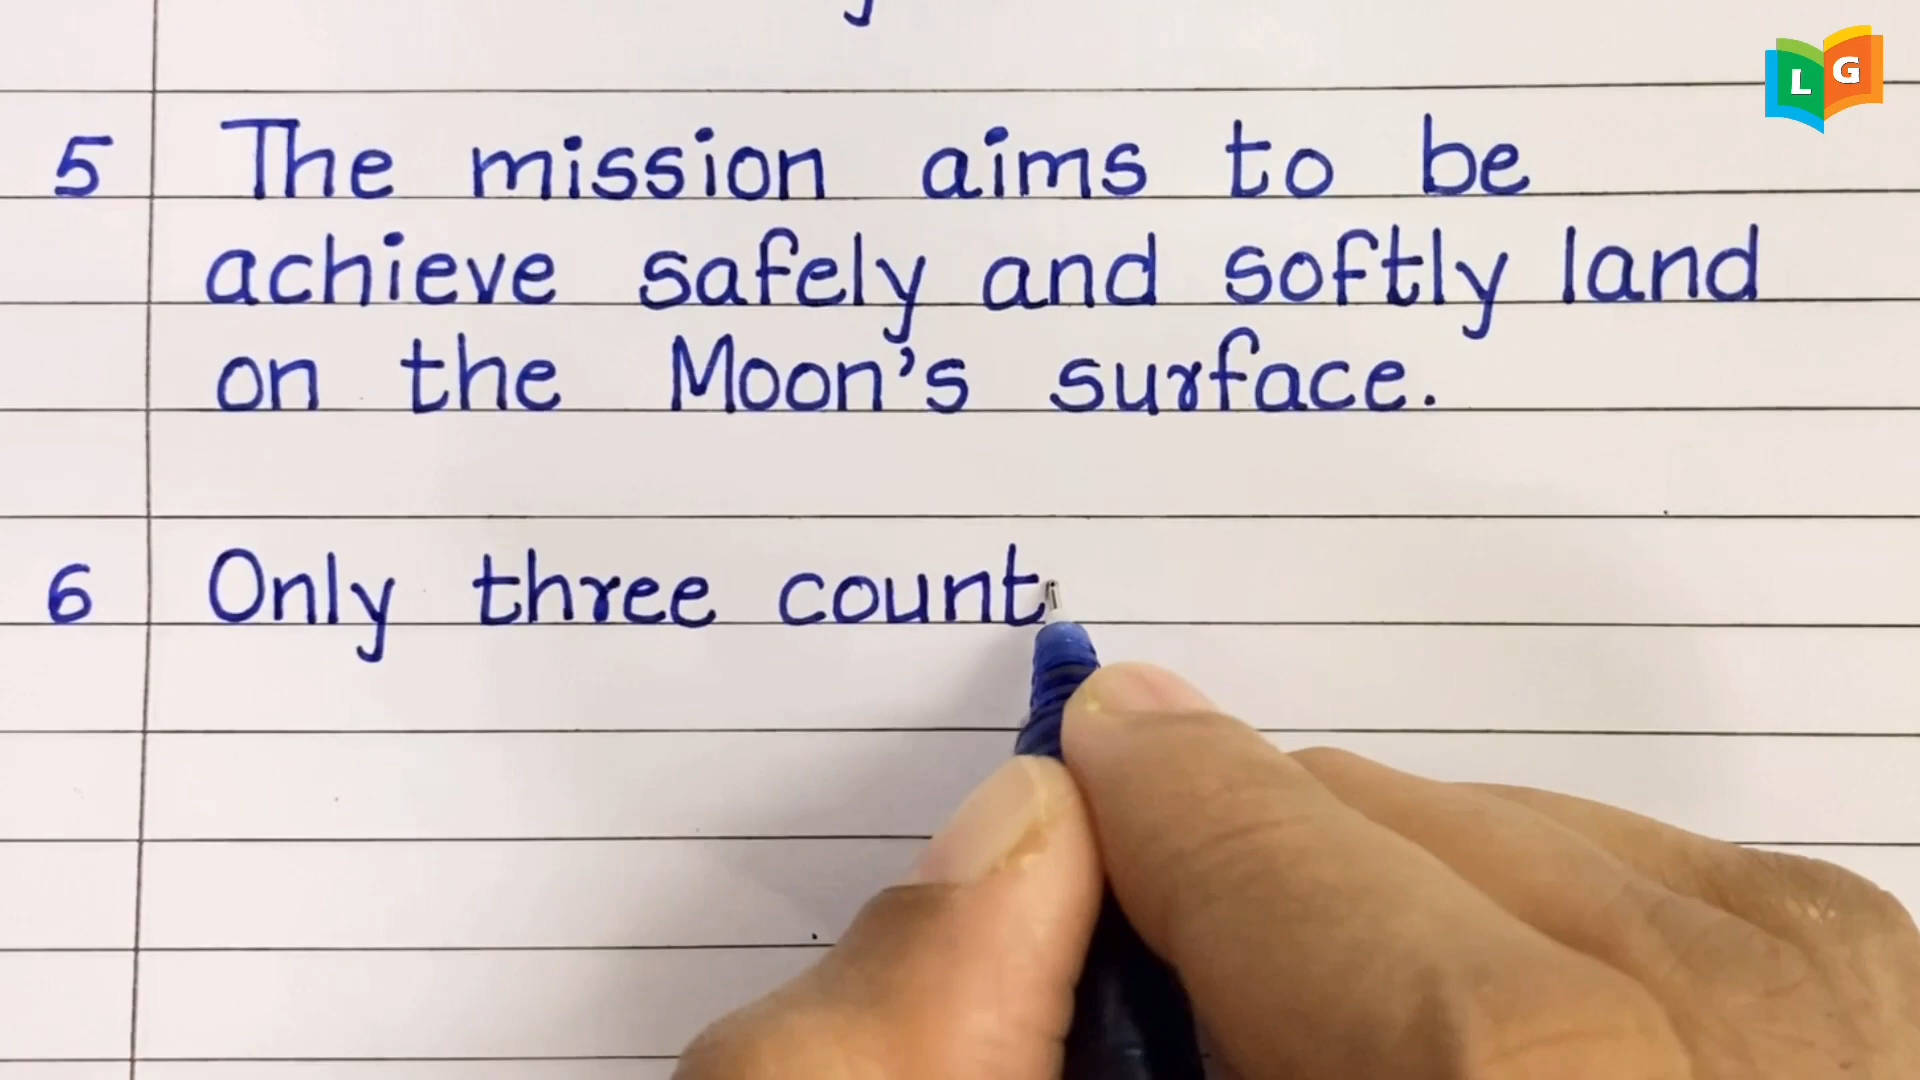 L G
5 The mission aims to be
achieve safely and softly land
on the Moon's surface.
6 Only three count